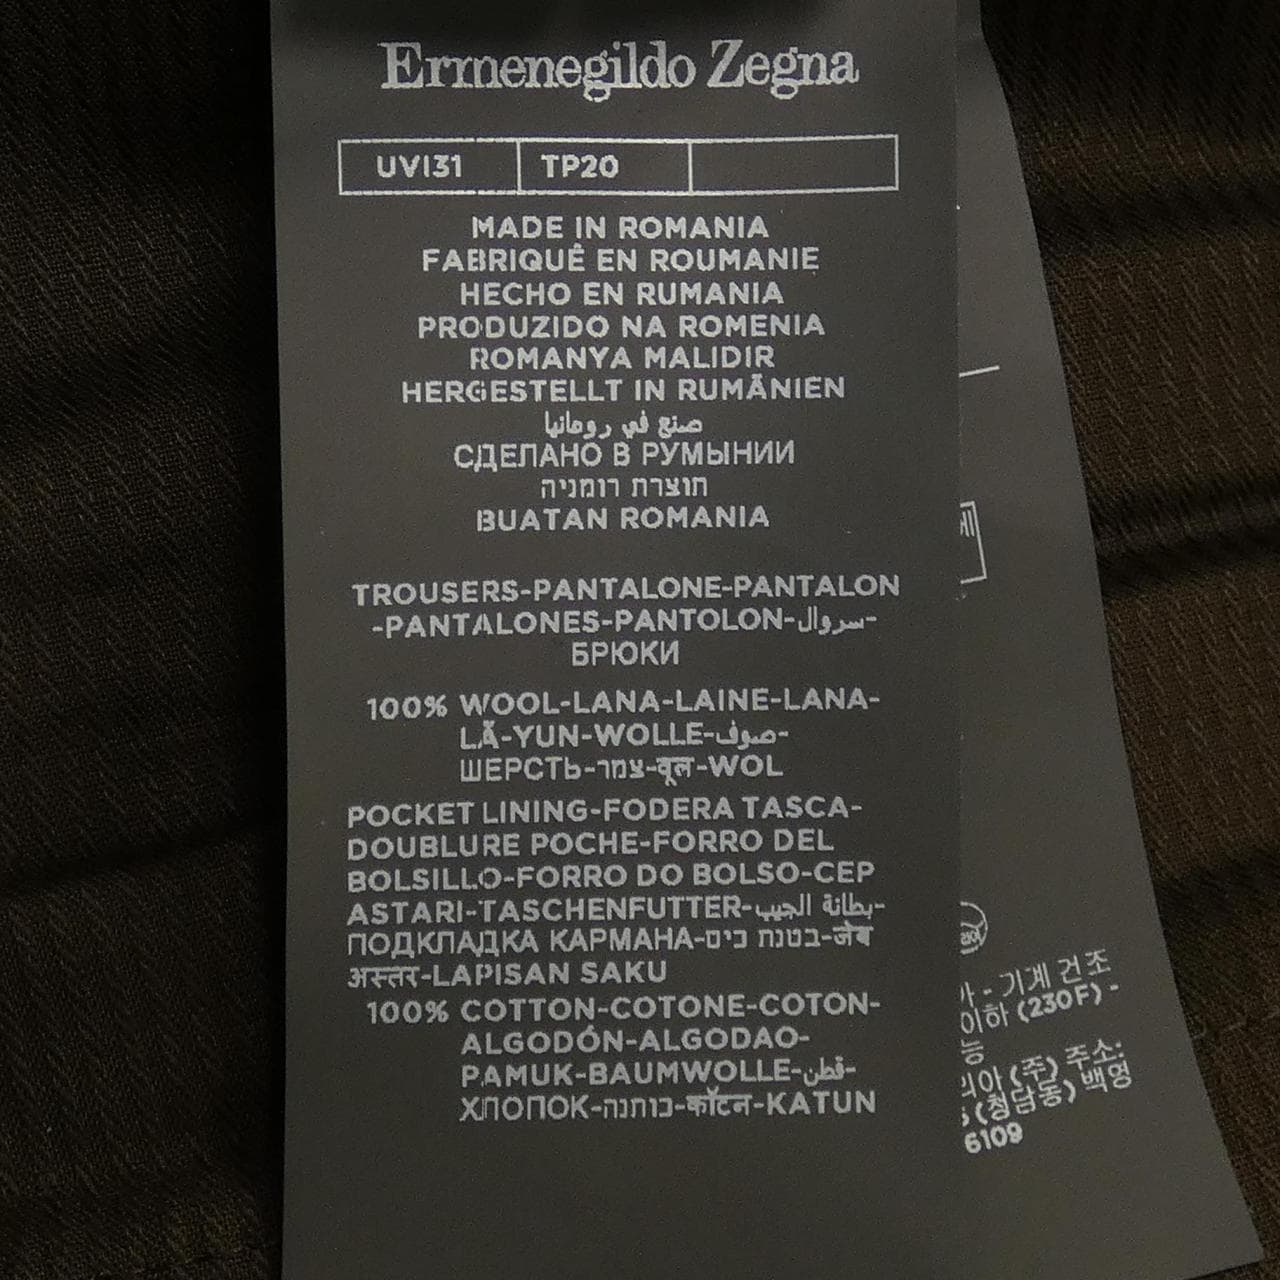 Ermenegildo Zegna
UVI31 TP20
MADE IN ROMANIA
FABRIQUÊ EN ROUMANIE
HECHO EN RUMANIA
PRODUZIDO NA ROMENIA
ROMANYA MALIDIR
HERGESTELLT IN RUMÃNIEN
صنع في رومانيا
СДЕЛАНО В РУМЫНИИ
תוצרת רומניה
BUATAN ROMANIA
TROUSERS-PANTALONE-PANTALON
-PANTALONES-PANTOLON-سروال-
БРЮКИ
100% WOOL-LANA-LAINE-LANA-
LÃ-YUN-WOLLE-صوف-
ШЕРСТЬ-צמר-वूल-WOL
POCKET LINING-FODERA TASCA-
DOUBLURE POCHE-FORRO DEL
BOLSILLO-FORRO DO BOLSO-CEP
ASTARI-TASCHENFUTTER-بطانة الجيب-
ПОДКЛАДКА КАРМАНА-בטנת כיס-जेब
अस्तर-LAPISAN SAKU
100% COTTON-COTONE-COTON-
ALGODÓN-ALGODAO-
PAMUK-BAUMWOLLE-قطن-
ХЛОПОК-כותנה-कॉटन-KATUN
- 기계 건조
이하 (230F) -
능
(주) 주소:
(청담동) 백영
6109